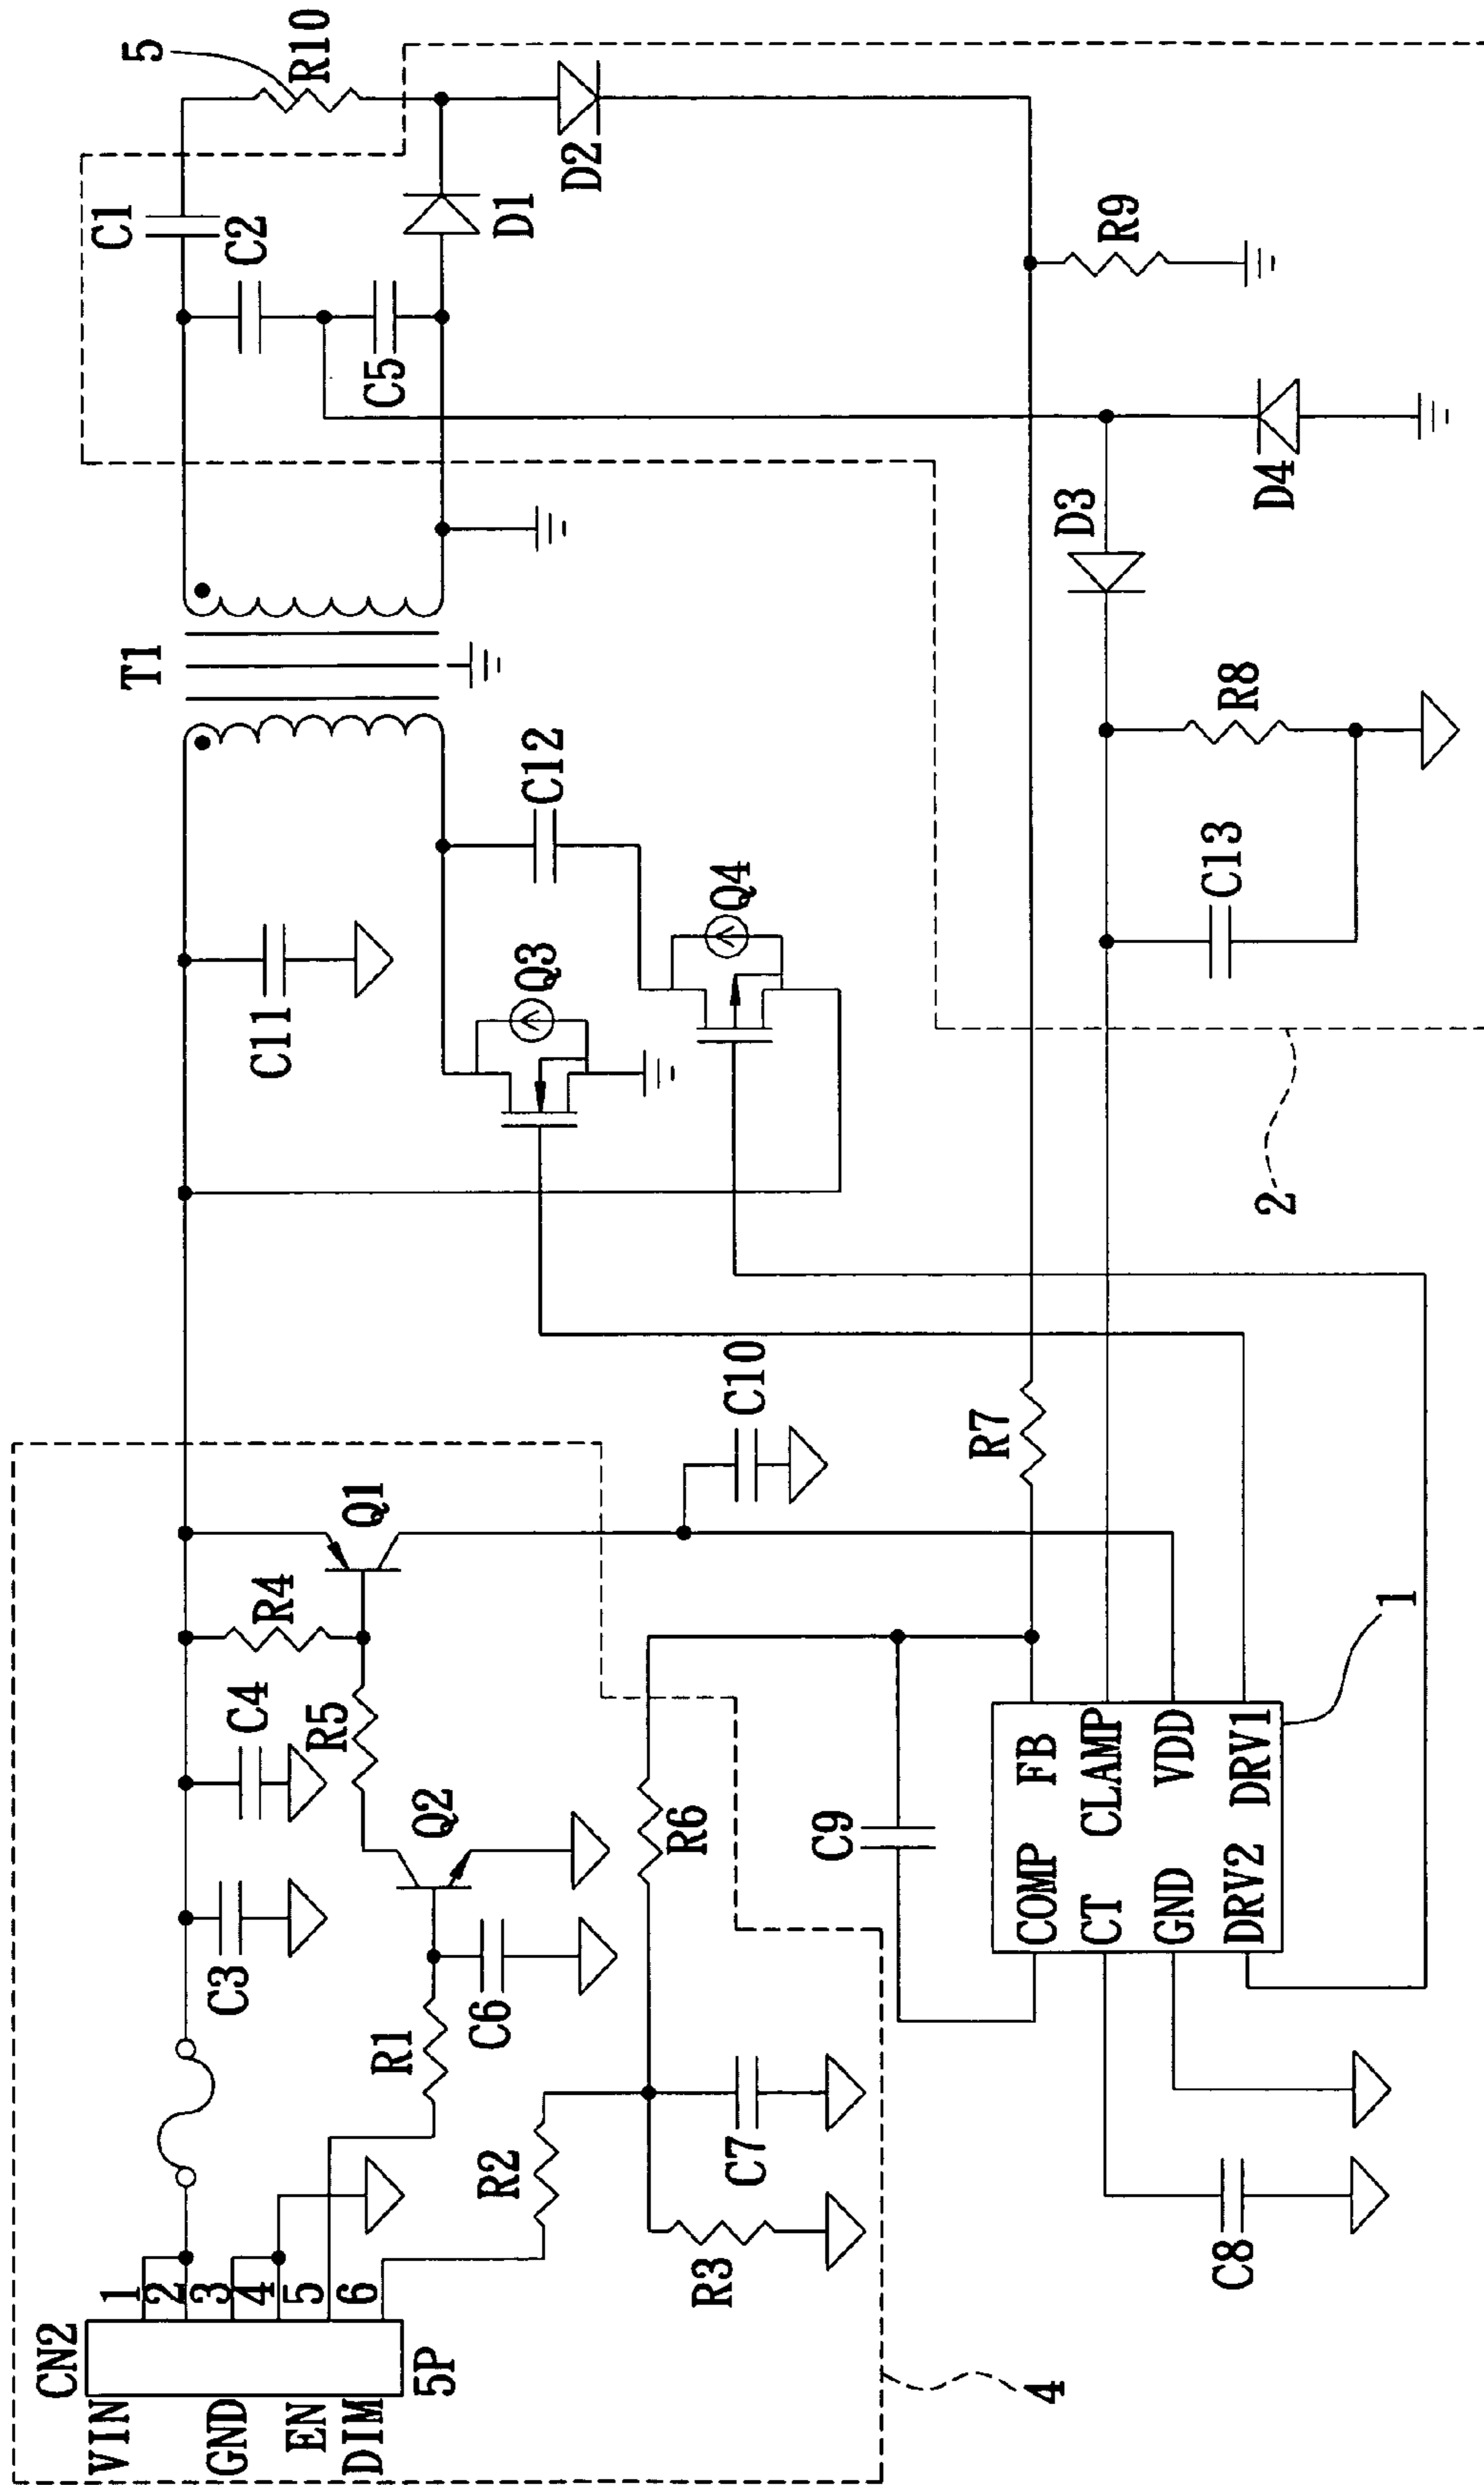 CN2
VIN
GND
EN
DIM
5P
1
2
3
4
5
6
C3
C4
R4
R5
Q1
Q2
R1
C6
R2
R3
C7
R6
C9
C10
R7
4
COMP FB
CT CLAMP
GND VDD
DRV2 DRV1
C8
1
C11
Q3
Q4
C12
T1
C1
C2
C5
5
R10
D1
D2
R9
D3
D4
R8
C13
2